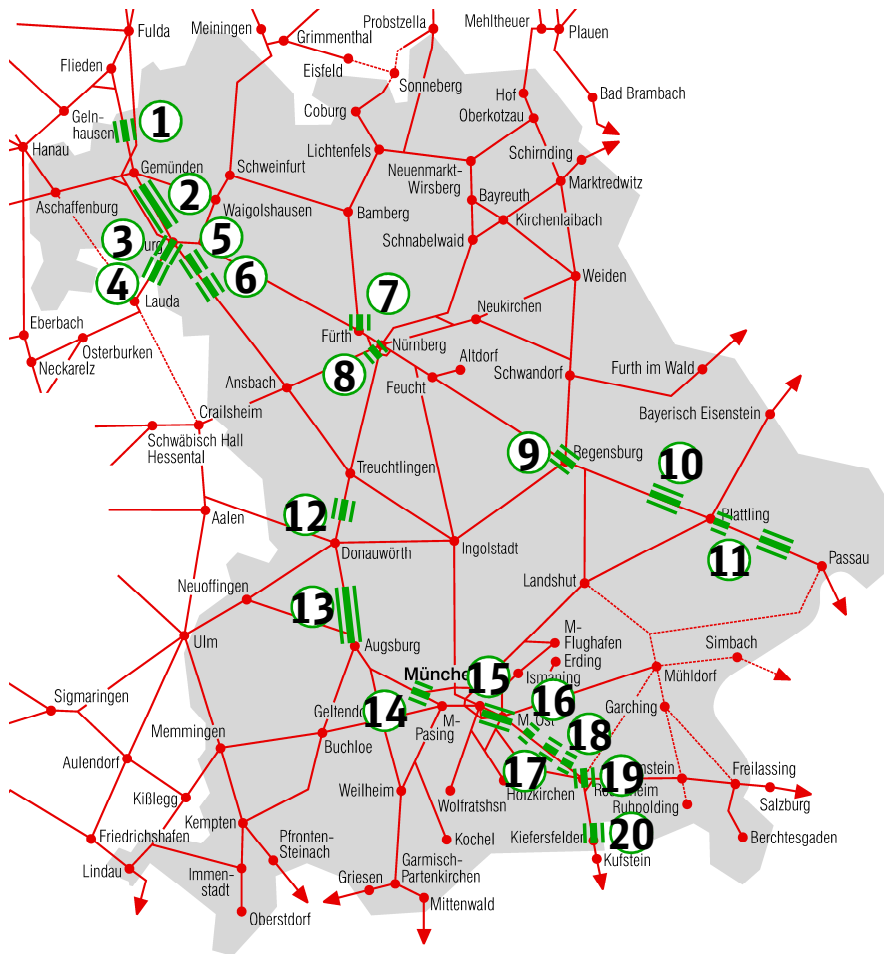 Fulda
Meiningen
Grimmenthal
Probstzella
Mehltheuer
Plauen
Flieden
Eisfeld
Sonneberg
Hof
Bad Brambach
Geln-
hausen
1
Coburg
Oberkotzau
Hanau
Lichtenfels
Schirnding
Gemünden
Schweinfurt
Neuenmarkt-
Wirsberg
Marktredwitz
2
Aschaffenburg
Waigolshausen
Bamberg
Bayreuth
Kirchenlaibach
3
urg
5
Schnabelwaid
4
6
Weiden
Lauda
7
Neukirchen
Eberbach
Osterburken
Fürth
Nürnberg
Neckarelz
8
Altdorf
Feucht
Schwandorf
Furth im Wald
Ansbach
Crailsheim
Bayerisch Eisenstein
Schwäbisch Hall
Hessental
9
Regensburg
10
Treuchtlingen
12
Aalen
Plattling
Donauwörth
Ingolstadt
11
Passau
Neuoffingen
Landshut
13
Ulm
Augsburg
M-
Flughafen
Erding
Simbach
Münche
15
Ismaning
Mühldorf
Sigmaringen
14
Geltendo
M-
Pasing
M-Ost
16
Garching
Memmingen
Buchloe
18
Aulendorf
17
Holzkirchen
19
nstein
Freilassing
Kißlegg
Weilheim
Wolfratshsn
Ruhpolding
Salzburg
Kempten
Friedrichshafen
Pfronten-
Steinach
Kochel
Kiefersfelden
20
Berchtesgaden
Lindau
Immen-
stadt
Griesen
Garmisch-
Partenkirchen
Kufstein
Oberstdorf
Mittenwald